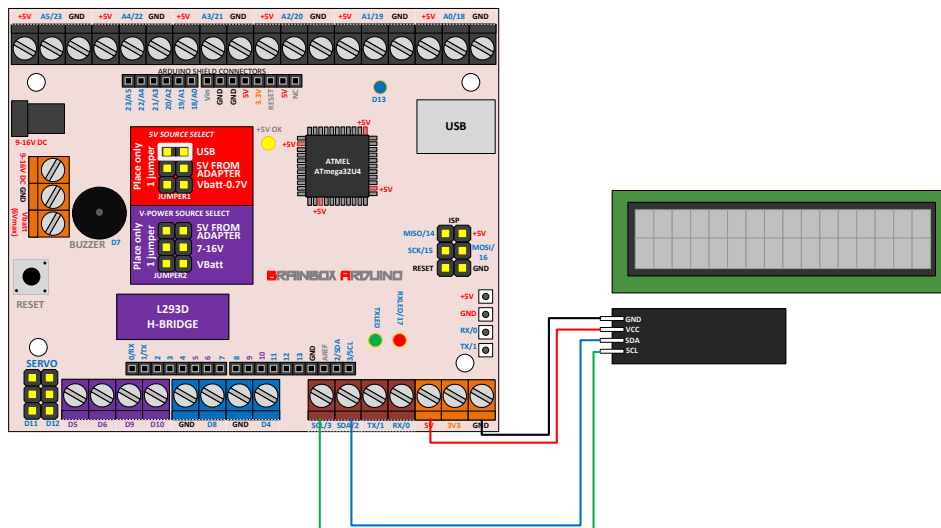 +5V A5/23 GND +5V A4/22 GND +5V A3/21 GND +5V A2/20 GND +5V A1/19 GND +5V A0/18 GND
ARDUINO SHIELD CONNECTORS
23/A5
22/A4
21/A3
20/A2
19/A1
18/A0
Vin
GND
GND
5V
3.3V
RESET
5V
NC
D13
9-16V DC
9-16V DC
GND
Vbatt
(6Vmax)
BUZZER
D7
RESET
5V SOURCE SELECT
Place only
1 jumper
USB
5V FROM
ADAPTER
Vbatt-0.7V
JUMPER1
V-POWER SOURCE SELECT
Place only
1 jumper
5V FROM
ADAPTER
7-16V
VBatt
JUMPER2
+5V OK
+5V
+5V
ATMEL
ATmega32U4
+5V
+5V
USB
ISP
MISO/14
+5V
SCK/15
MOSI/
16
RESET
GND
BRAINBOX ARDUINO
L293D
H-BRIDGE
TXLED
RXLED/17
+5V
GND
RX/0
TX/1
0/RX
1/TX
2
3
4
5
6
7
8
9
10
11
12
13
GND
AREF
2/SDA
3/SCL
SERVO
D11 D12
D5 D6 D9 D10 GND D8 GND D4
SCL/3 SDA/2 TX/1 RX/0 5V 3V3 GND
GND
VCC
SDA
SCL